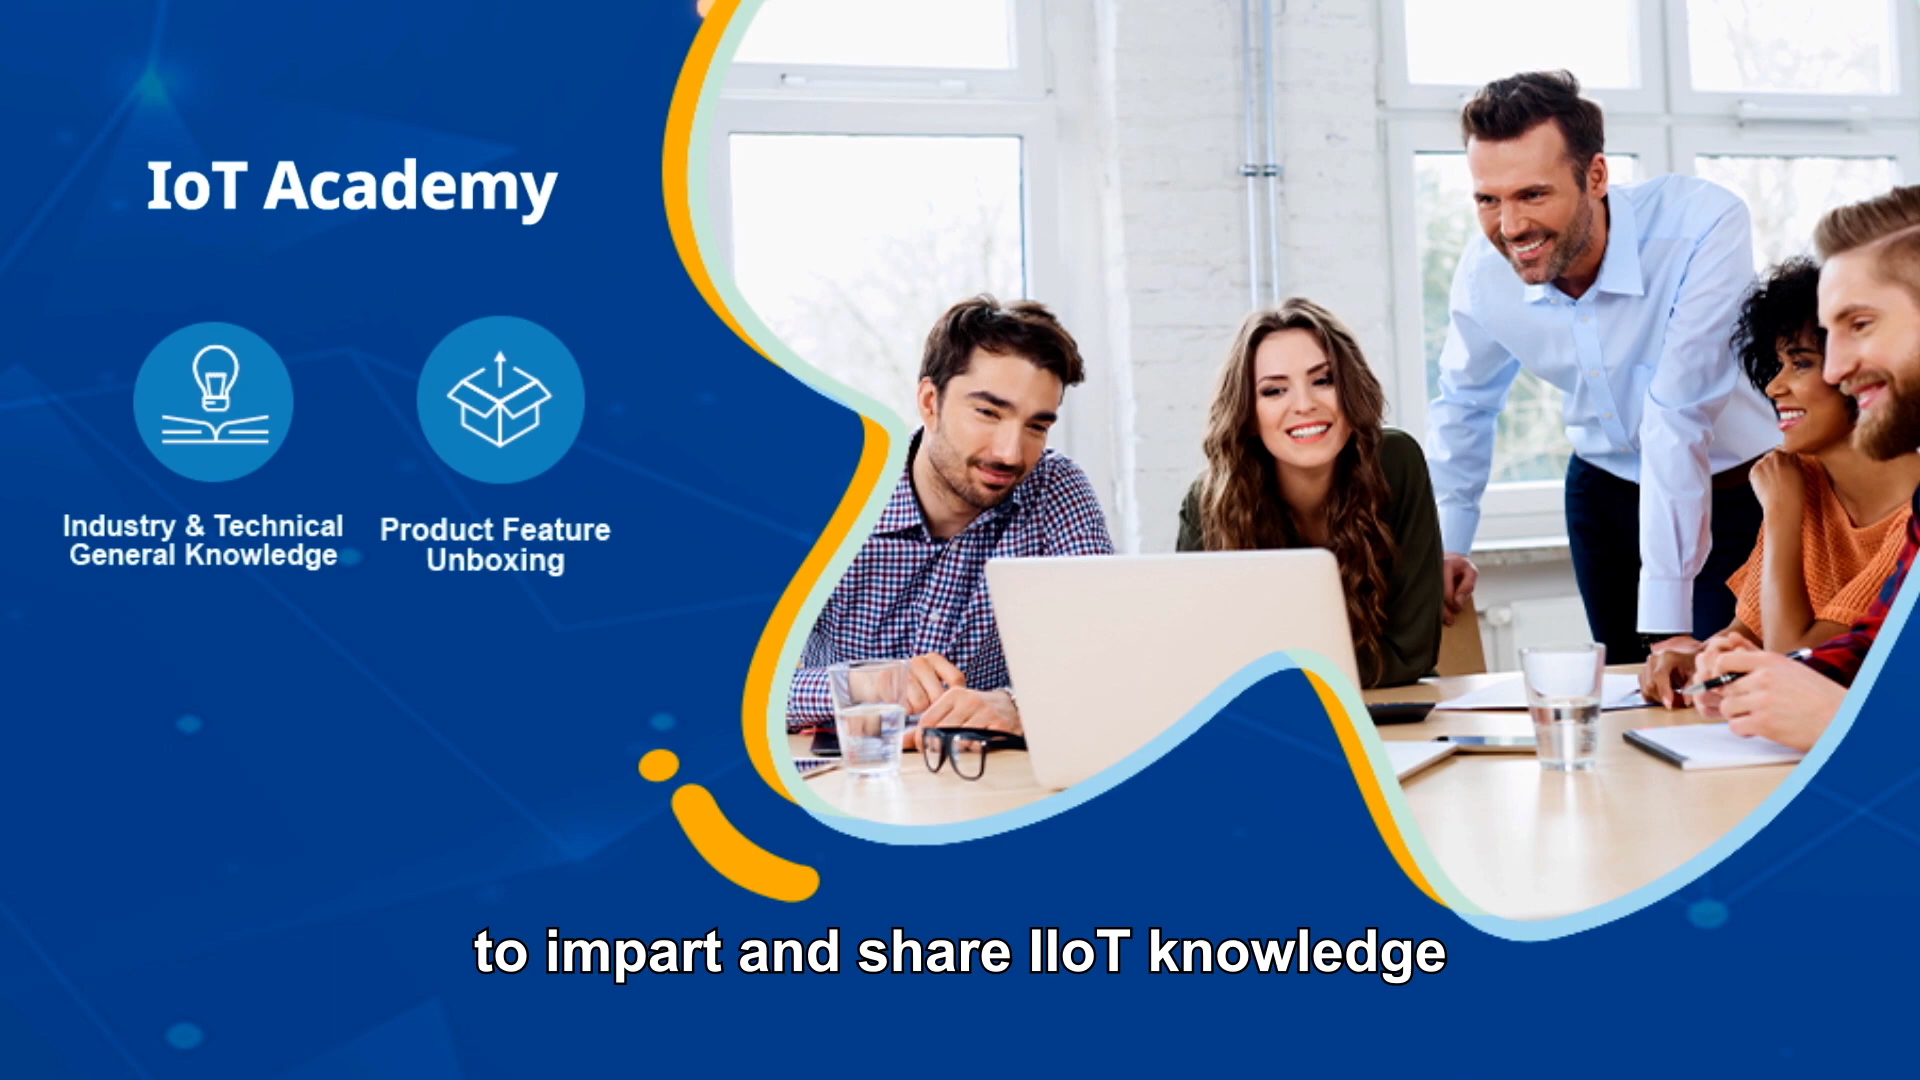 IoT Academy
Industry & Technical
General Knowledge
Product Feature
Unboxing
to impart and share IIoT knowledge